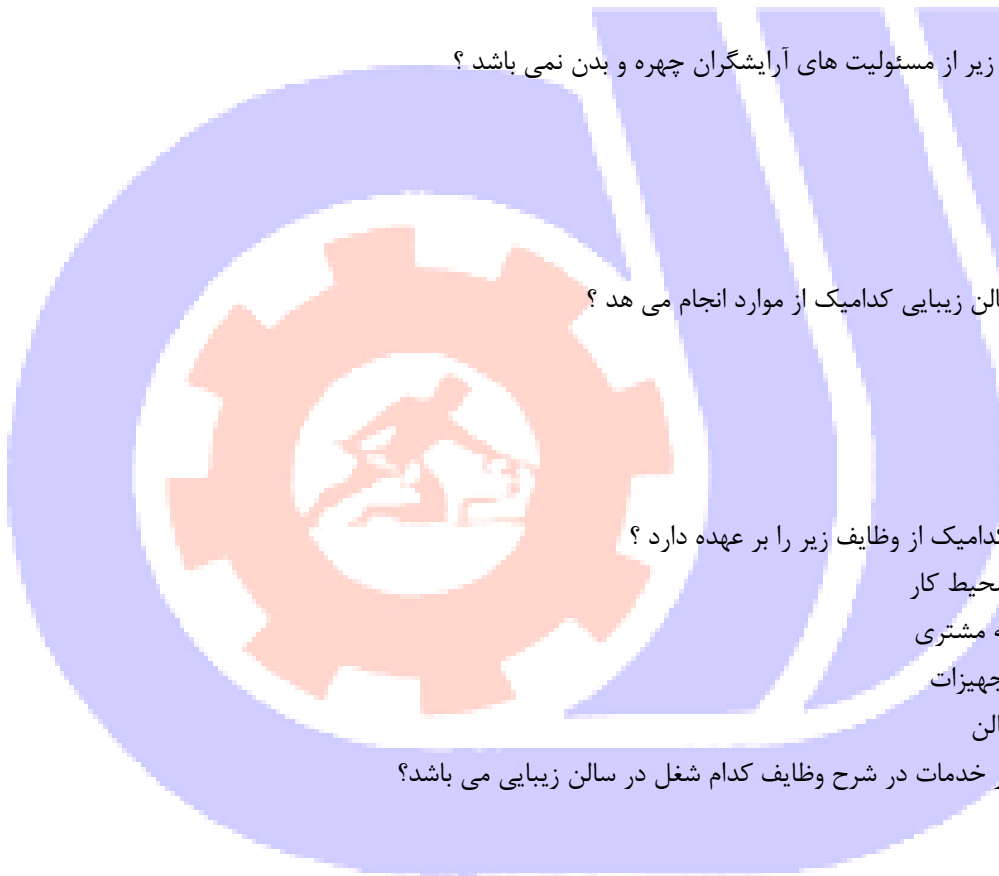 زیر از مسئولیت های آرایشگران چهره و بدن نمی باشد ؟
الن زیبایی کدامیک از موارد انجام می هد ؟
کدامیک از وظایف زیر را بر عهده دارد ؟
محیط کار
ه مشتری
جهیزات
الن
ر خدمات در شرح وظایف کدام شغل در سالن زیبایی می باشد؟